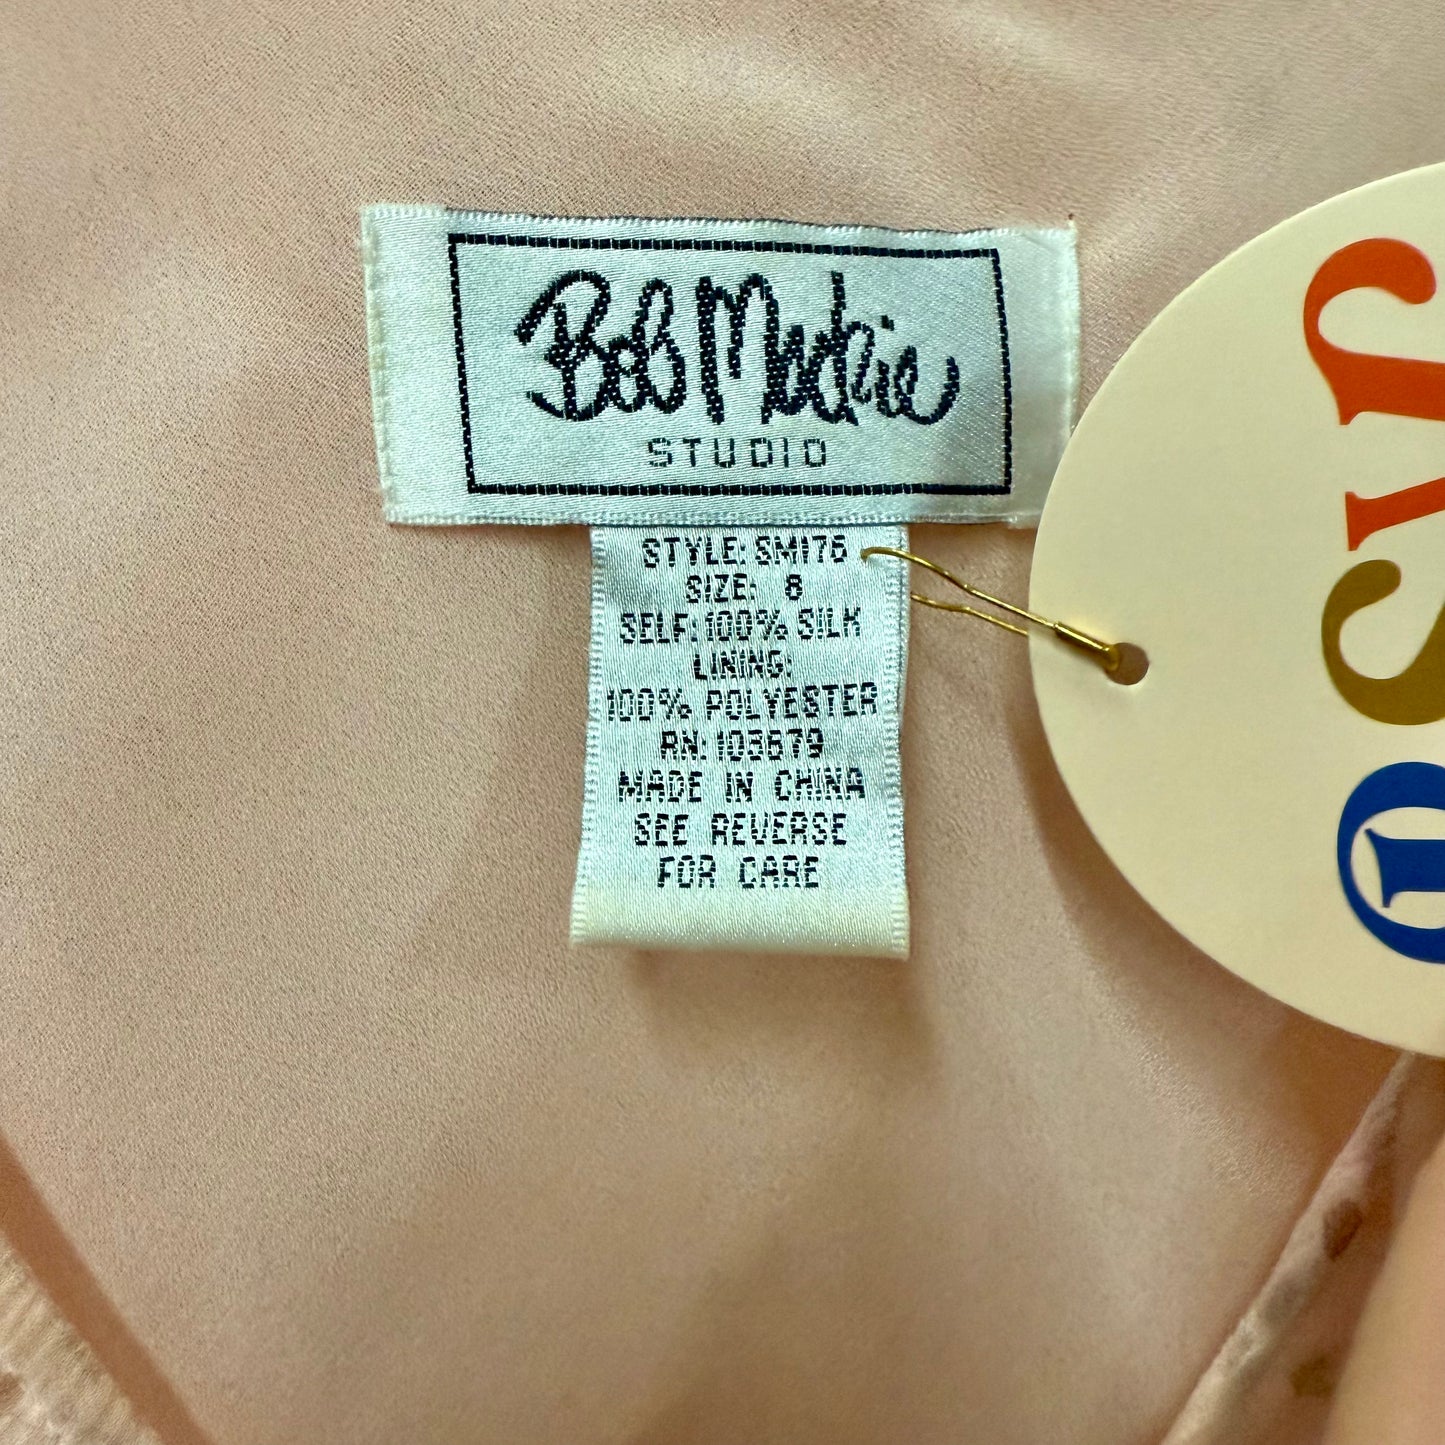 Bob Mackie
STUDIO
STYLE: SM176
SIZE: 8
SELF: 100% SILK
LINING:
100% POLYESTER
RN: 103679
MADE IN CHINA
SEE REVERSE
FOR CARE